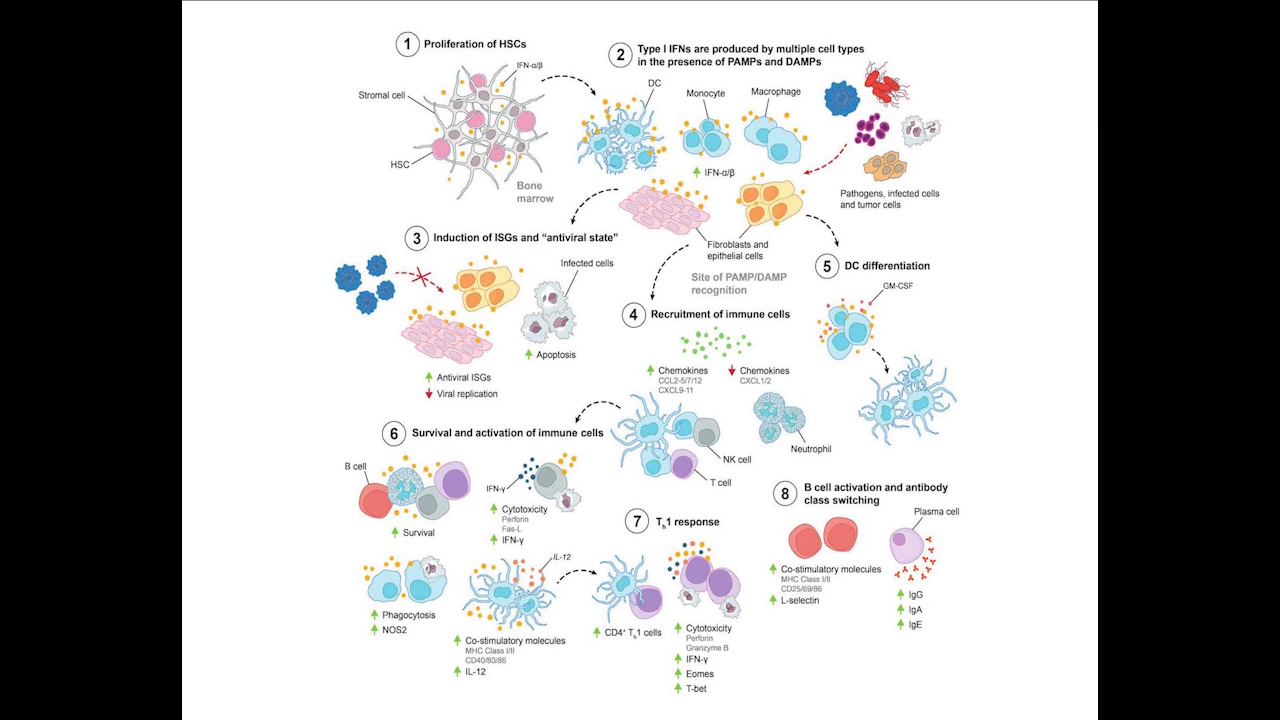 1
Proliferation of HSCs
IFN-α/β
Stromal cell
HSC
Bone
marrow
2
Type I IFNs are produced by multiple cell types
in the presence of PAMPs and DAMPs
DC
Monocyte
Macrophage
IFN-α/β
Pathogens, infected cells
and tumor cells
Fibroblasts and
epithelial cells
Site of PAMP/DAMP
recognition
3
Induction of ISGs and “antiviral state”
Infected cells
Apoptosis
Antiviral ISGs
Viral replication
4
Recruitment of immune cells
Chemokines
CCL2-5/7/12
CXCL9-11
Chemokines
CXCL1/2
Neutrophil
NK cell
T cell
5
DC differentiation
GM-CSF
6
Survival and activation of immune cells
B cell
Survival
IFN-γ
Cytotoxicity
Perforin
Fas-L
IFN-γ
Phagocytosis
NOS2
IL-12
Co-stimulatory molecules
MHC Class I/II
CD40/80/86
IL-12
7
Th1 response
CD4+ Th1 cells
Cytotoxicity
Perforin
Granzyme B
IFN-γ
Eomes
T-bet
8
B cell activation and antibody
class switching
Plasma cell
Co-stimulatory molecules
MHC Class I/II
CD25/69/86
L-selectin
IgG
IgA
IgE